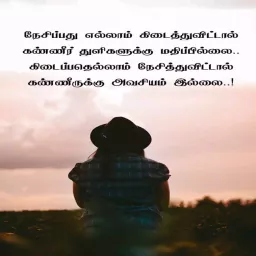 நேசிப்பது எல்லாம் கிடைத்துவிட்டால்
கண்ணீர் துளிகளுக்கு மதிப்பில்லை..
கிடைப்பதெல்லாம் நேசித்துவிட்டால்
கண்ணீருக்கு அவசியம் இல்லை..!